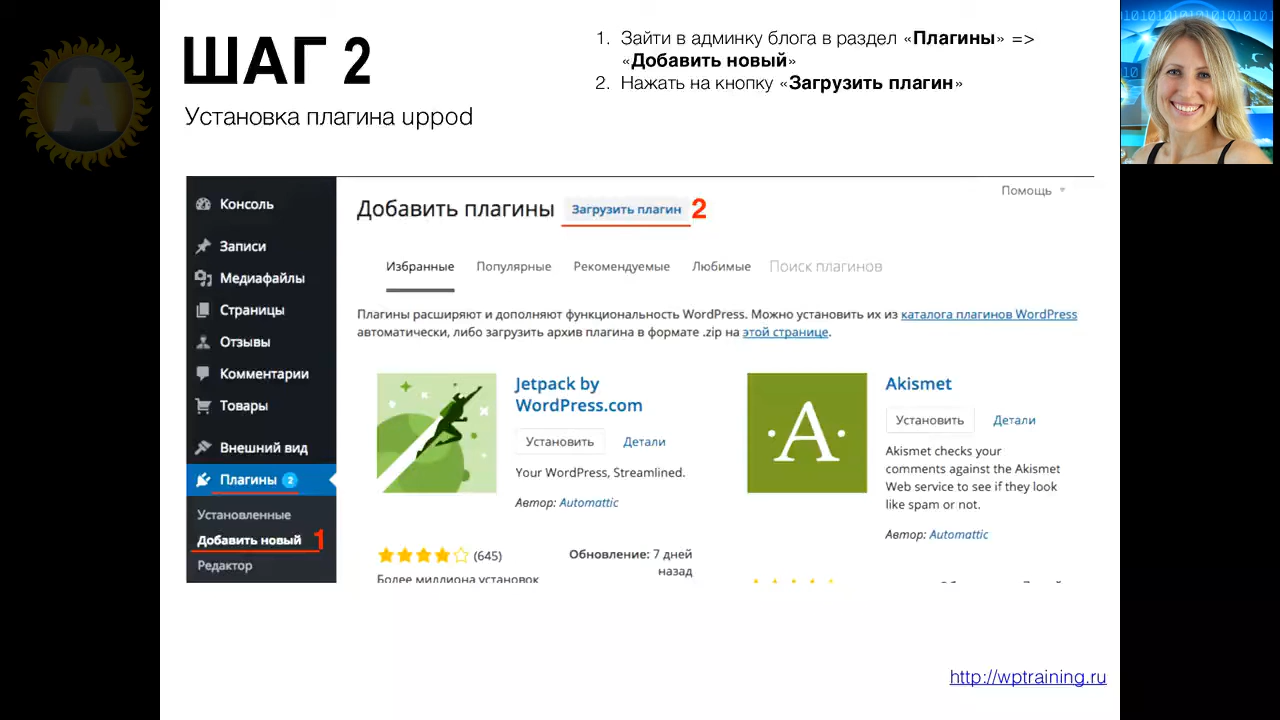 ШАГ 2
Установка плагина uppod
1. Зайти в админку блога в раздел «Плагины» =>
«Добавить новый»
2. Нажать на кнопку «Загрузить плагин»
Консоль
Записи
Медиафайлы
Страницы
Отзывы
Комментарии
Товары
Внешний вид
Плагины 2
Установленные
Добавить новый 1
Редактор
Помощь
Добавить плагины Загрузить плагин 2
Избранные Популярные Рекомендуемые Любимые Поиск плагинов
Плагины расширяют и дополняют функциональность WordPress. Можно установить их из каталога плагинов WordPress
автоматически, либо загрузить архив плагина в формате .zip на этой странице.
Jetpack by
WordPress.com
Установить Детали
Your WordPress, Streamlined.
Автор: Automattic
(645)
Более миллиона установок
Обновление: 7 дней
назад
A
Akismet
Установить Детали
Akismet checks your
comments against the Akismet
Web service to see if they look
like spam or not.
Автор: Automattic
http://wptraining.ru